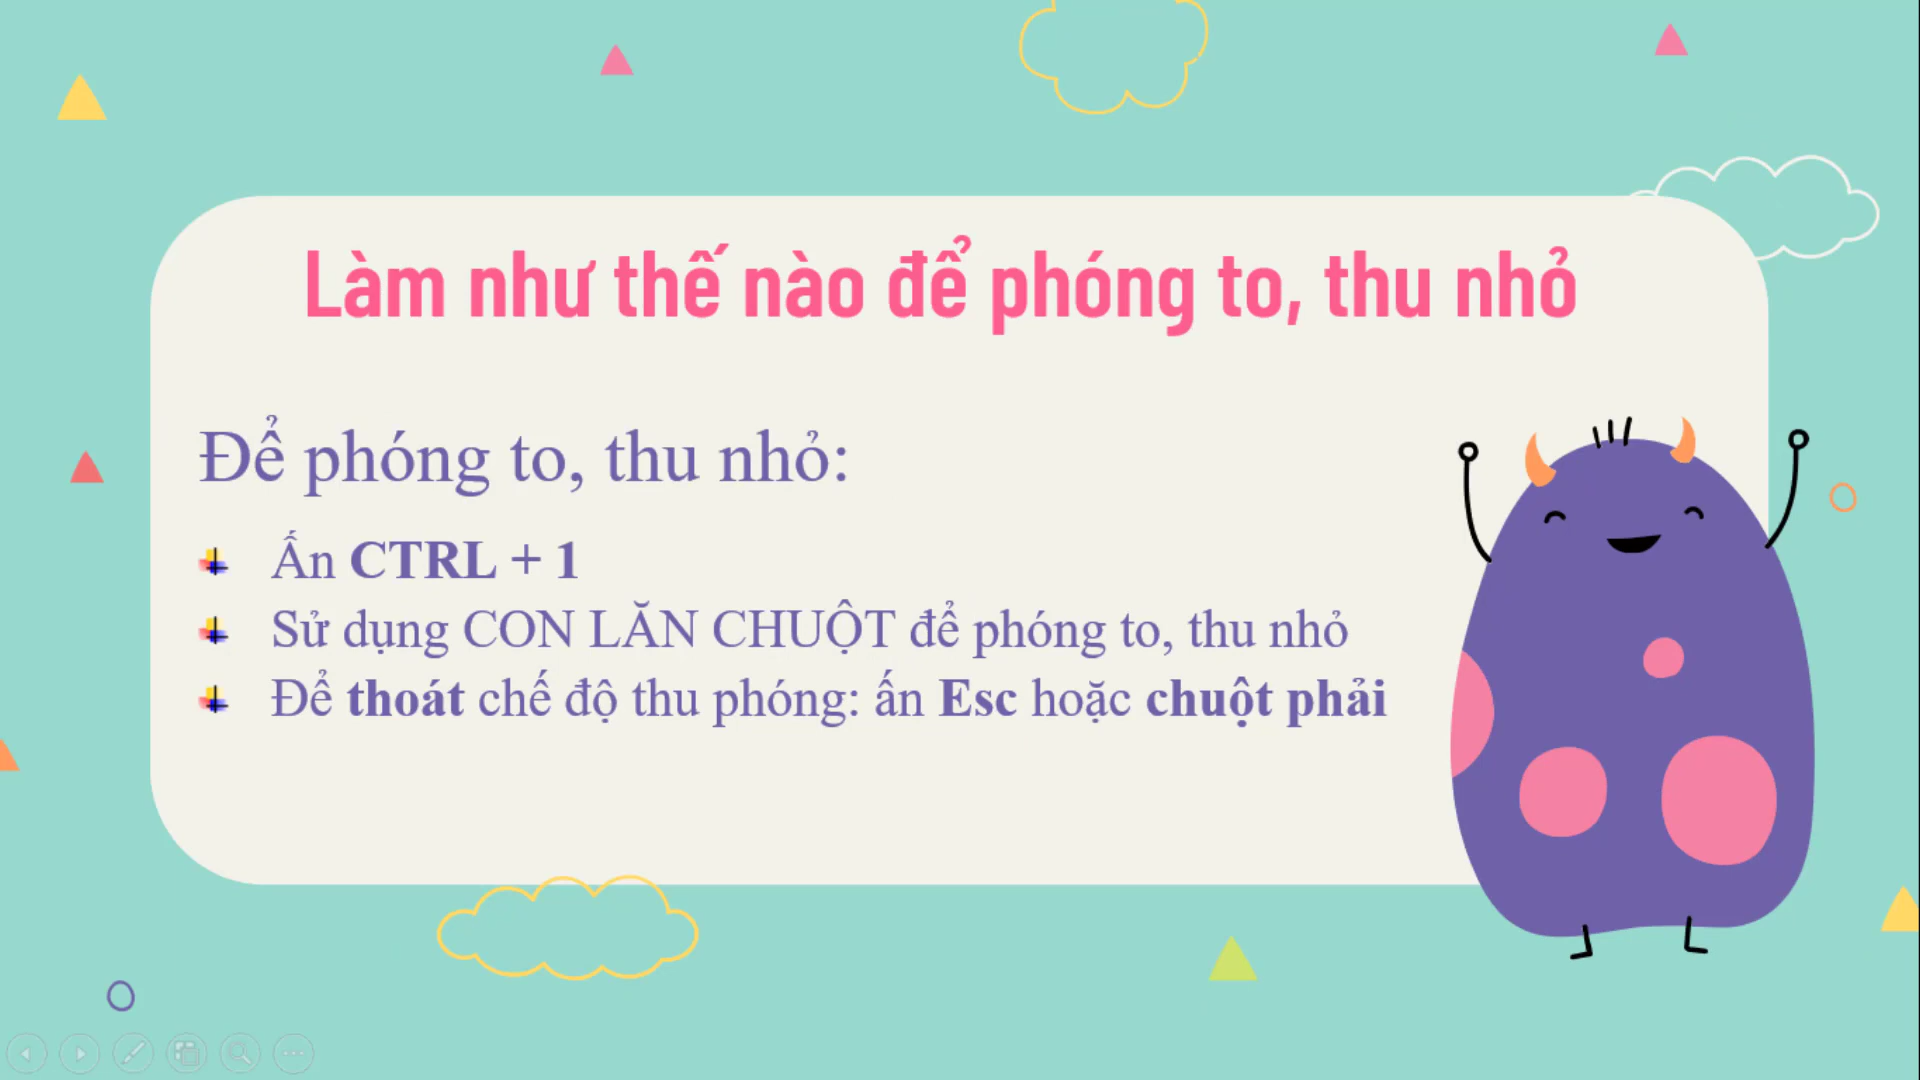 Làm như thế nào để phóng to, thu nhỏ
Để phóng to, thu nhỏ:
Ấn CTRL + 1
Sử dụng CON LĂN CHUỘT để phóng to, thu nhỏ
Để thoát chế độ thu phóng: ấn Esc hoặc chuột phải